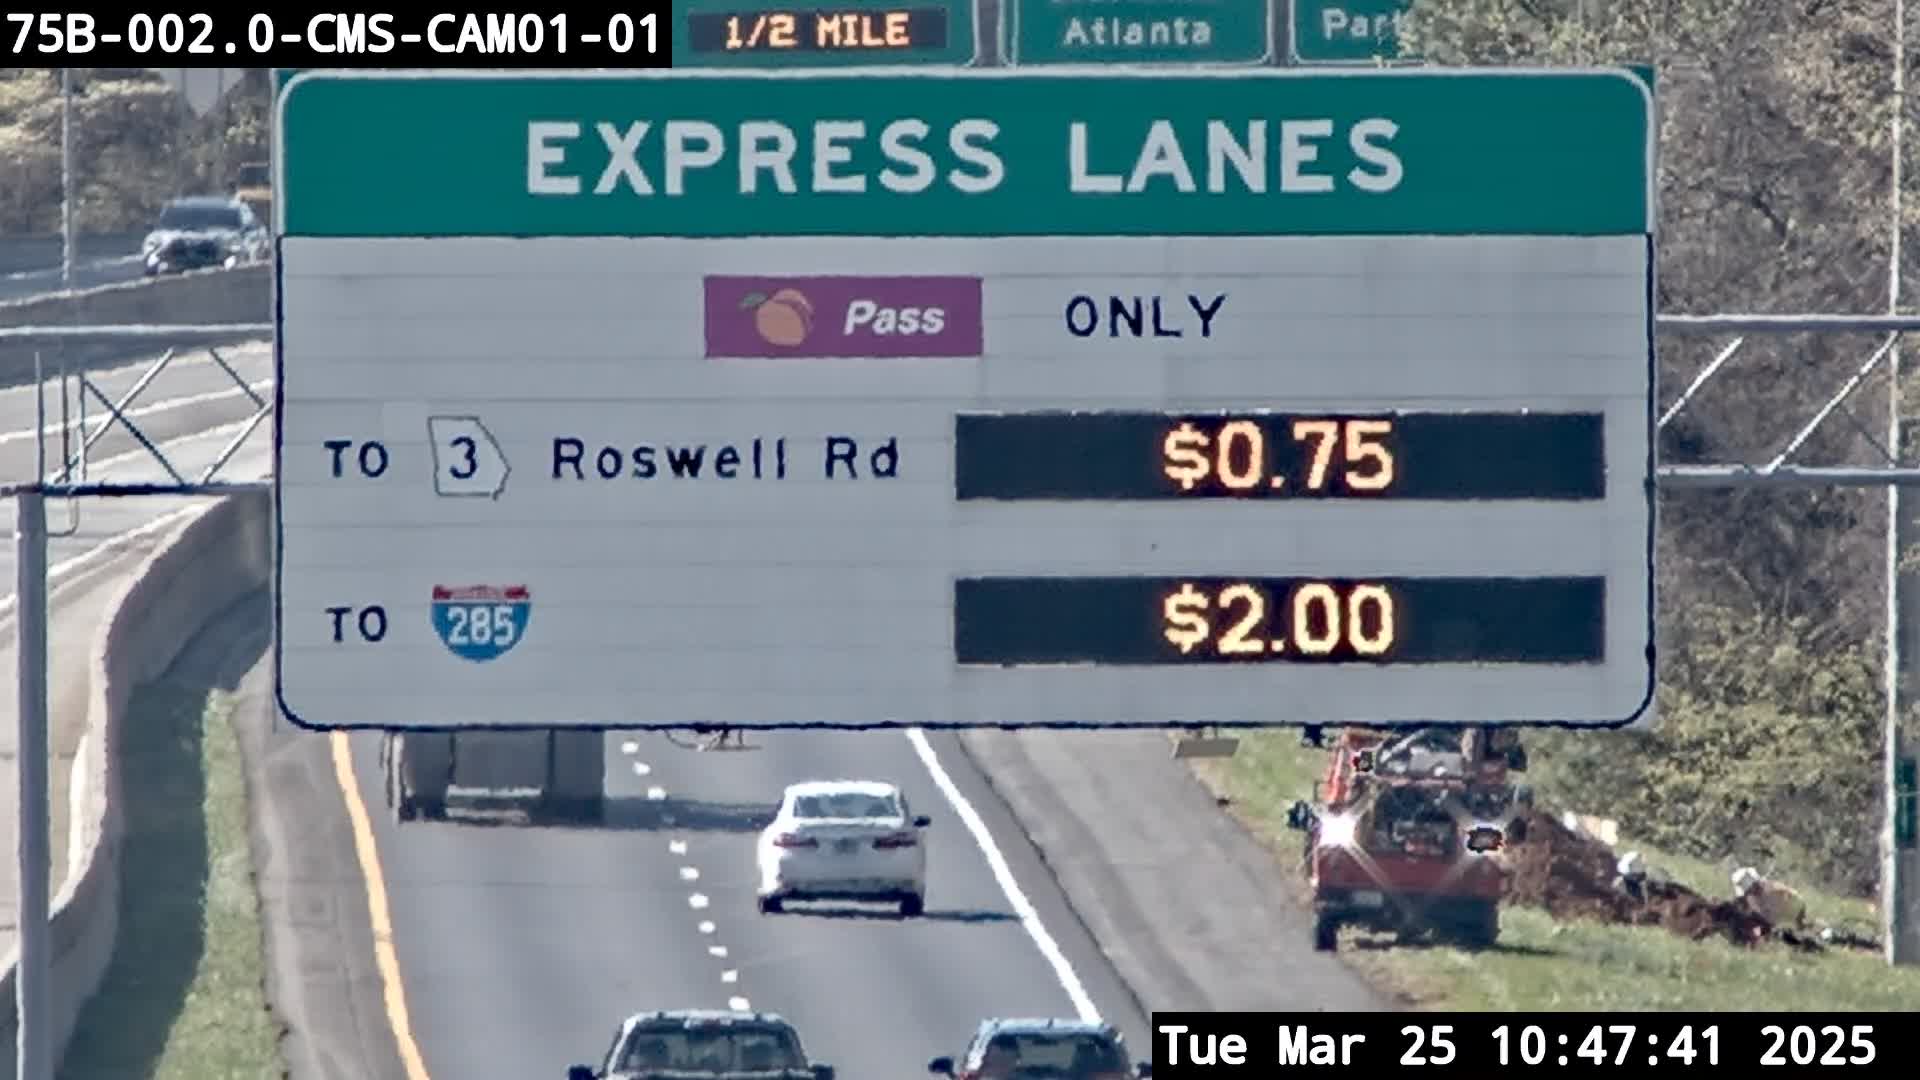 75B-002.0-CMS-CAM01-01
1/2 MILE
Atlanta
EXPRESS LANES
Pass ONLY
TO 3 Roswell Rd $0.75
TO 285 $2.00
Tue Mar 25 10:47:41 2025